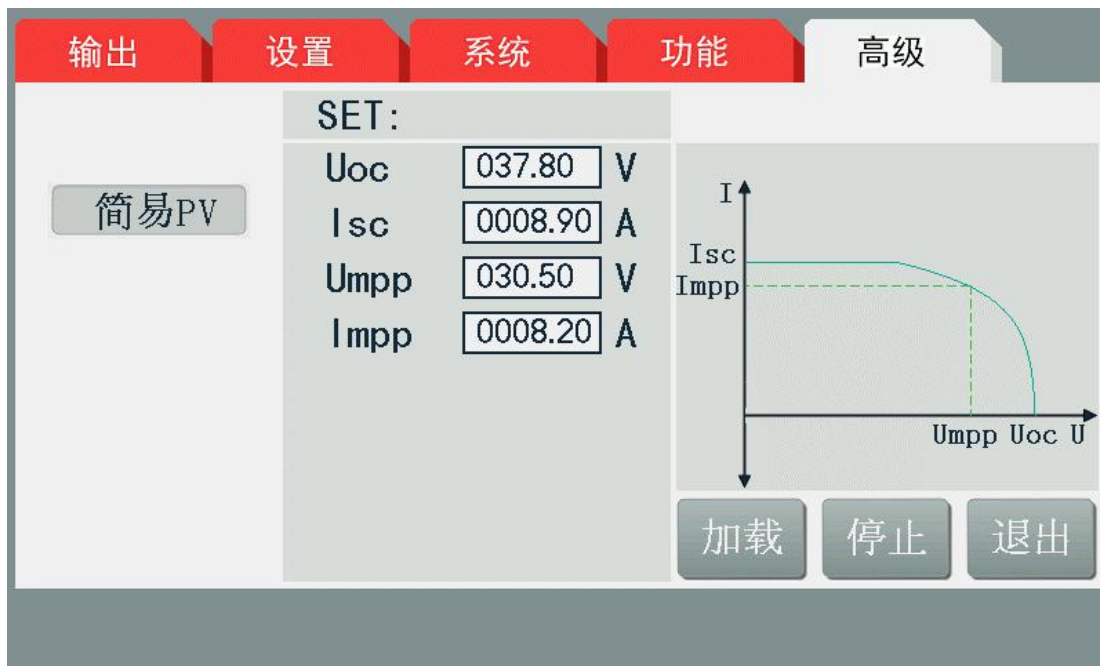 输出 设置 系统 功能 高级
SET:
简易PV
Uoc 037.80 V
Isc 0008.90 A
Umpp 030.50 V
Impp 0008.20 A
I
Isc
Impp
Umpp Uoc U
加载 停止 退出